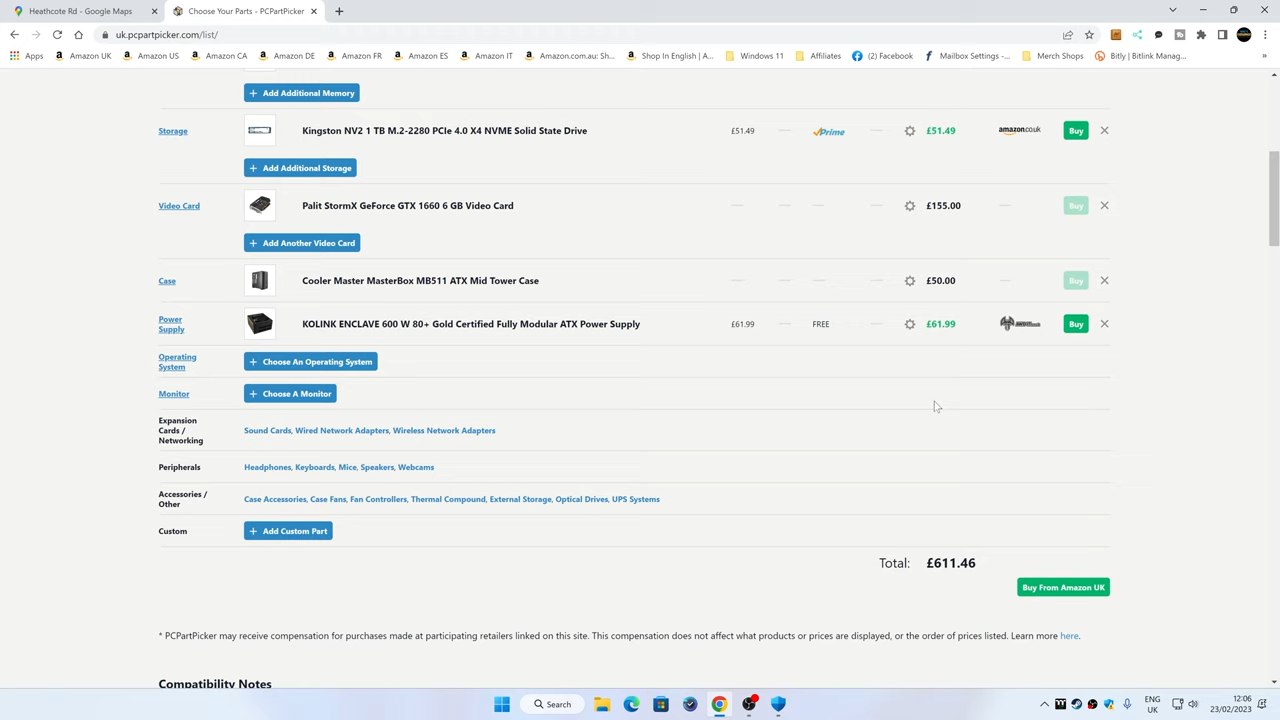 Heathcote Rd - Google Maps
Choose Your Parts - PCPartPicker
uk.pcpartpicker.com/list/
Apps
Amazon UK
Amazon US
Amazon CA
Amazon DE
Amazon FR
Amazon ES
Amazon IT
Amazon.com.au: Sh...
Shop In English | A...
Windows 11
Affiliates
(2) Facebook
Mailbox Settings -...
Merch Shops
Bitly | Bitlink Manag...
+ Add Additional Memory
Storage
Kingston NV2 1 TB M.2-2280 PCIe 4.0 X4 NVME Solid State Drive
£51.49
Prime
£51.49
amazon.co.uk
Buy
+ Add Additional Storage
Video Card
Palit StormX GeForce GTX 1660 6 GB Video Card
£155.00
Buy
+ Add Another Video Card
Case
Cooler Master MasterBox MB511 ATX Mid Tower Case
£50.00
Buy
Power
Supply
KOLINK ENCLAVE 600 W 80+ Gold Certified Fully Modular ATX Power Supply
£61.99
FREE
£61.99
Buy
Operating
System
+ Choose An Operating System
Monitor
+ Choose A Monitor
Expansion
Cards /
Networking
Sound Cards, Wired Network Adapters, Wireless Network Adapters
Peripherals
Headphones, Keyboards, Mice, Speakers, Webcams
Accessories /
Other
Case Accessories, Case Fans, Fan Controllers, Thermal Compound, External Storage, Optical Drives, UPS Systems
Custom
+ Add Custom Part
Total: £611.46
Buy From Amazon UK
* PCPartPicker may receive compensation for purchases made at participating retailers linked on this site. This compensation does not affect what products or prices are displayed, or the order of prices listed. Learn more here.
Compatibility Notes
Search
ENG
UK
12:06
23/02/2023